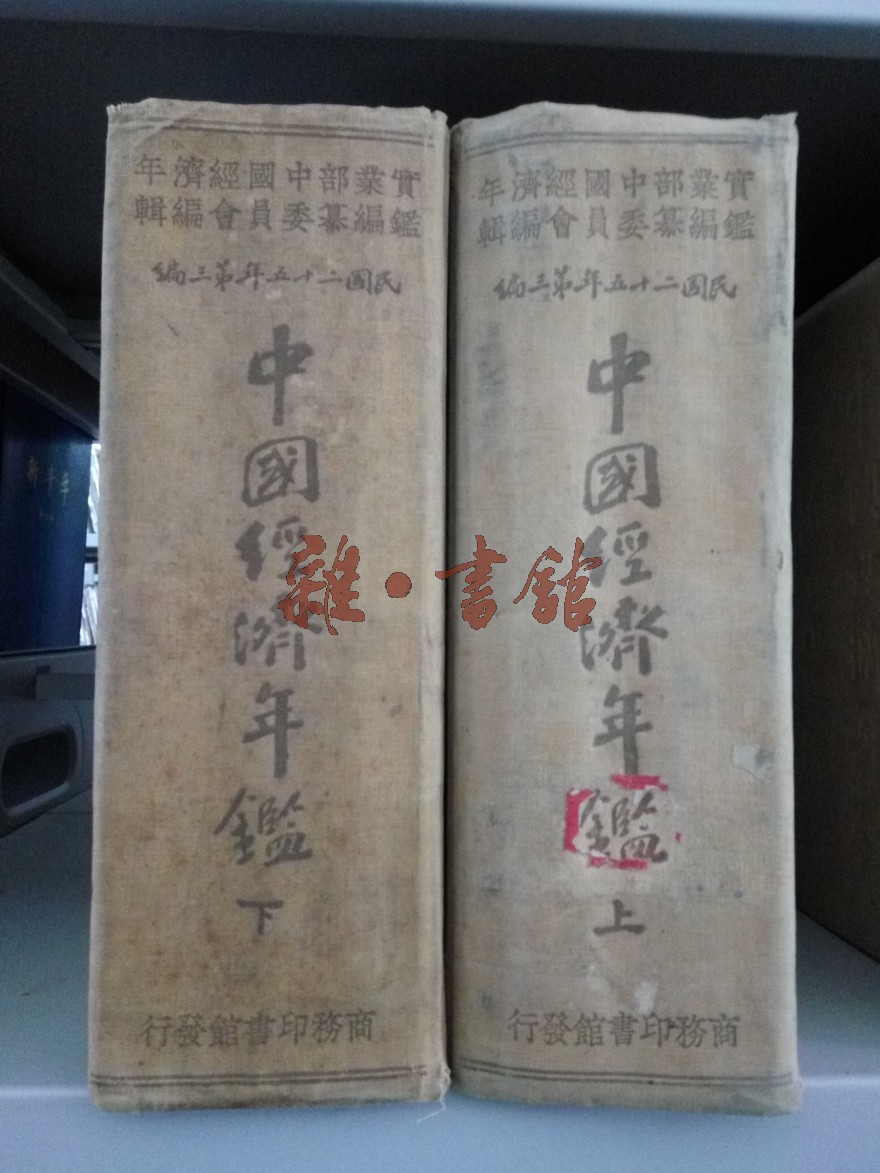 實業部中國經濟年
鑑編纂委員會編輯
民國二十五年第三編
中國經濟年鑑
上
商務印書館發行
實業部中國經濟年
鑑編纂委員會編輯
民國二十五年第三編
中國經濟年鑑
下
商務印書館發行
雜·書館